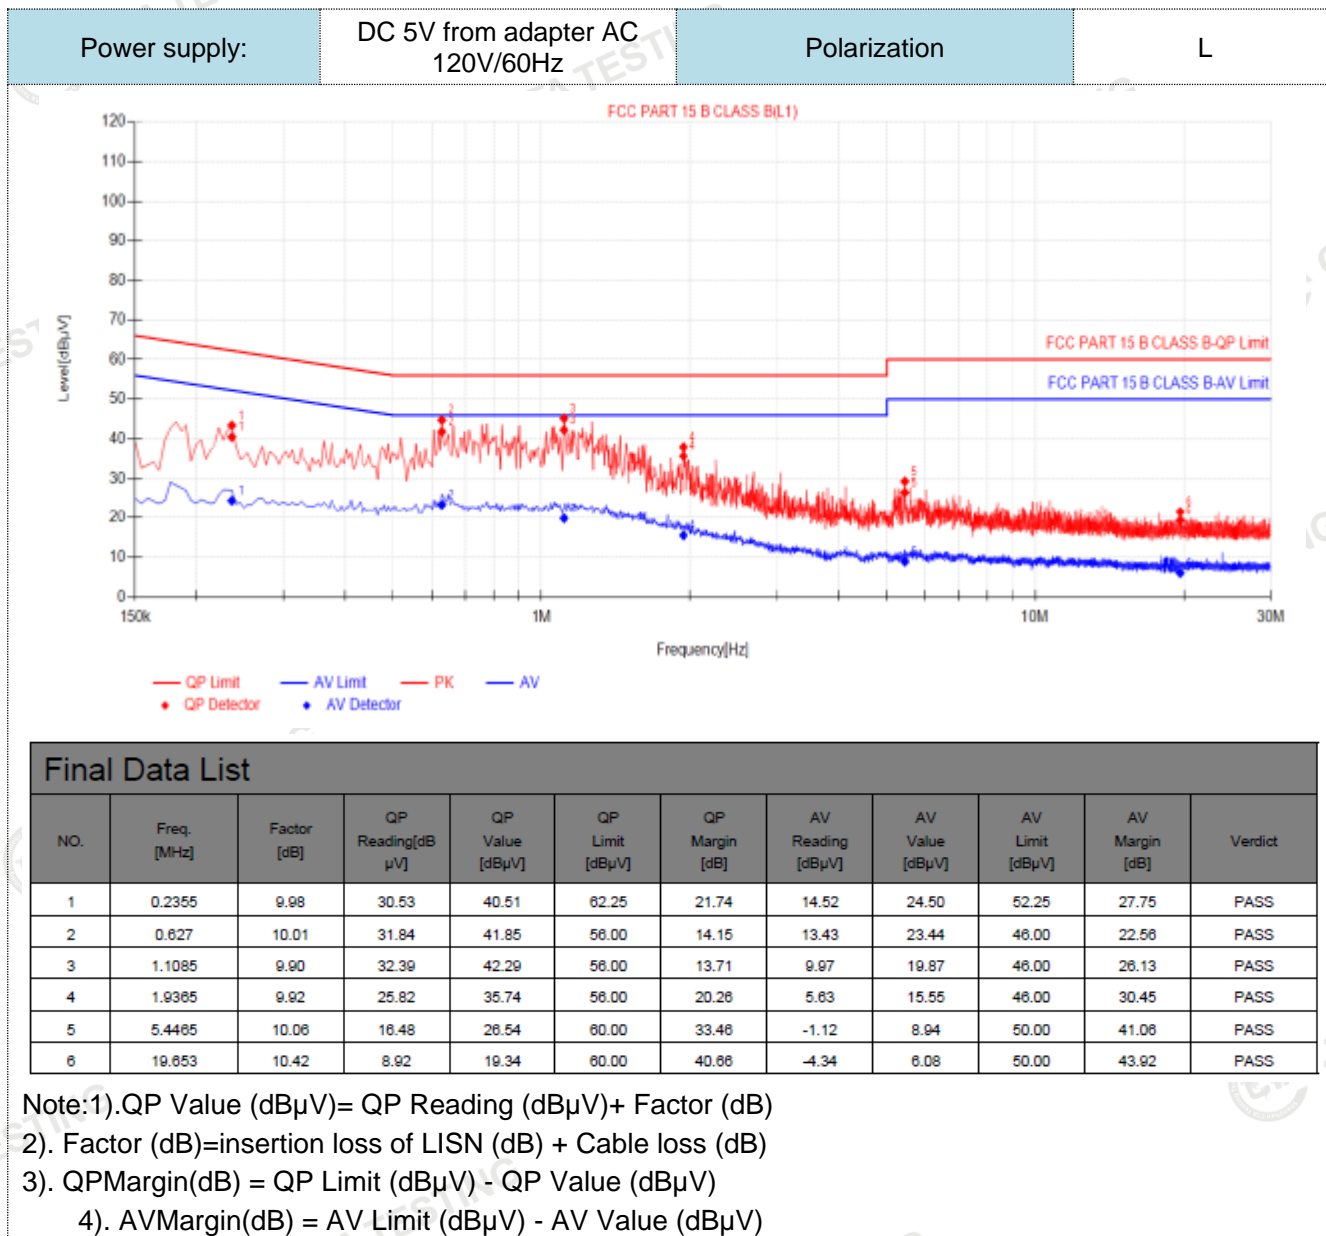 Power supply: DC 5V from adapter AC 120V/60Hz Polarization L
FCC PART 15 B CLASS B(L1)
120
110
100
90
80
70
60
50
40
30
20
10
0
Level[dBμV]
FCC PART 15 B CLASS B-QP Limit
FCC PART 15 B CLASS B-AV Limit
150k 1M 10M 30M
Frequency[Hz]
QP Limit AV Limit PK AV
QP Detector AV Detector
Final Data List
NO. Freq. [MHz] Factor [dB] QP Reading[dBμV] QP Value [dBμV] QP Limit [dBμV] QP Margin [dB] AV Reading [dBμV] AV Value [dBμV] AV Limit [dBμV] AV Margin [dB] Verdict
1 0.2355 9.98 30.53 40.51 62.25 21.74 14.52 24.50 52.25 27.75 PASS
2 0.627 10.01 31.84 41.85 56.00 14.15 13.43 23.44 46.00 22.56 PASS
3 1.1085 9.90 32.39 42.29 56.00 13.71 9.97 19.87 46.00 26.13 PASS
4 1.9365 9.92 25.82 35.74 56.00 20.26 5.63 15.55 46.00 30.45 PASS
5 5.4465 10.06 16.48 26.54 60.00 33.46 -1.12 8.94 50.00 41.06 PASS
6 19.653 10.42 8.92 19.34 60.00 40.66 -4.34 6.08 50.00 43.92 PASS
Note:1).QP Value (dBμV)= QP Reading (dBμV)+ Factor (dB)
2). Factor (dB)=insertion loss of LISN (dB) + Cable loss (dB)
3). QPMargin(dB) = QP Limit (dBμV) - QP Value (dBμV)
4). AVMargin(dB) = AV Limit (dBμV) - AV Value (dBμV)